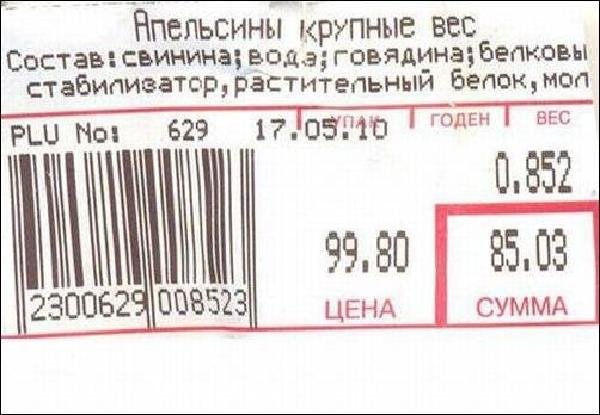 Апельсины крупные вес
Состав:свинина;вода;говядина;белковы
стабилизатор,растительный белок,мол
PLU No: 629 17.05.10 УПАК ГОДЕН ВЕС
0.852
99.80 85.03
2300629 008523 ЦЕНА СУММА